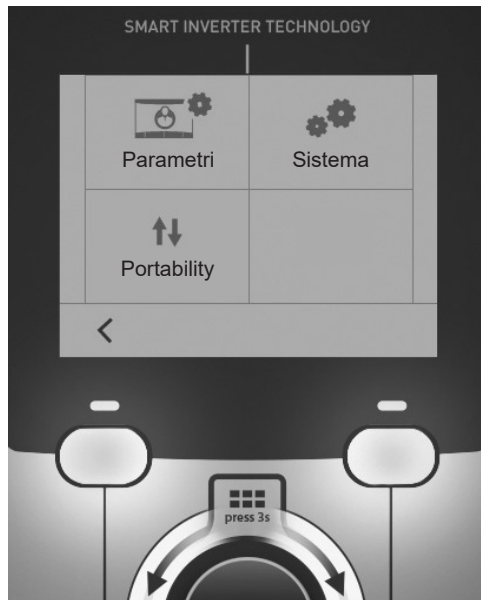 SMART INVERTER TECHNOLOGY
Parametri
Sistema
Portability
press 3s